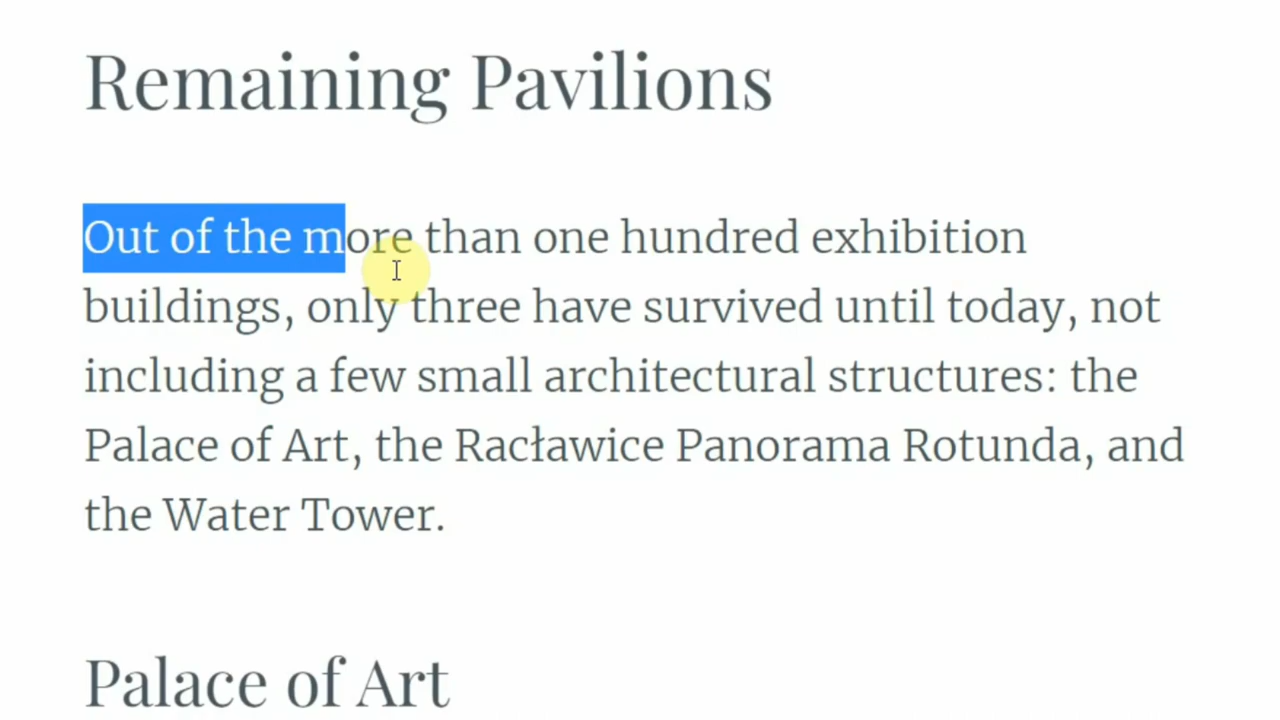 Remaining Pavilions
Out of the more than one hundred exhibition
buildings, only three have survived until today, not
including a few small architectural structures: the
Palace of Art, the Racławice Panorama Rotunda, and
the Water Tower.
Palace of Art